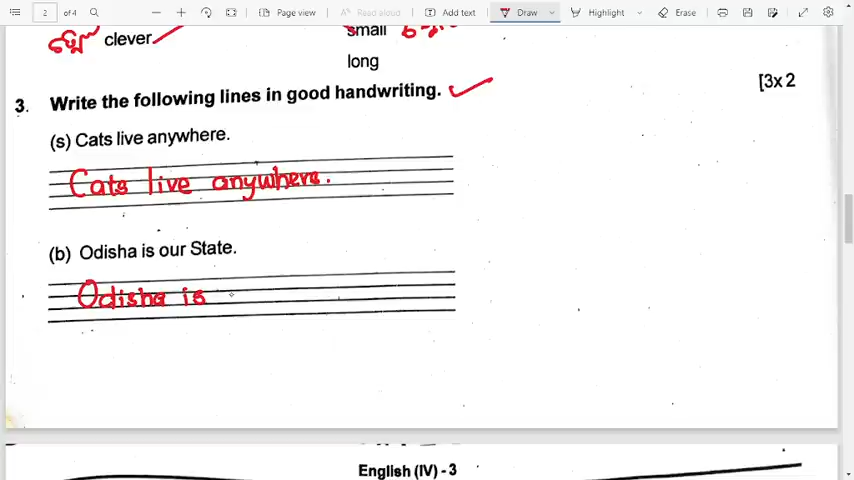 2 of 4
Page view
Read aloud
Add text
Draw
Highlight
Erase
clever
small
long
3. Write the following lines in good handwriting. [3x 2
(s) Cats live anywhere.
Cats live anywhere.
(b) Odisha is our State.
Odisha is
English (IV) - 3